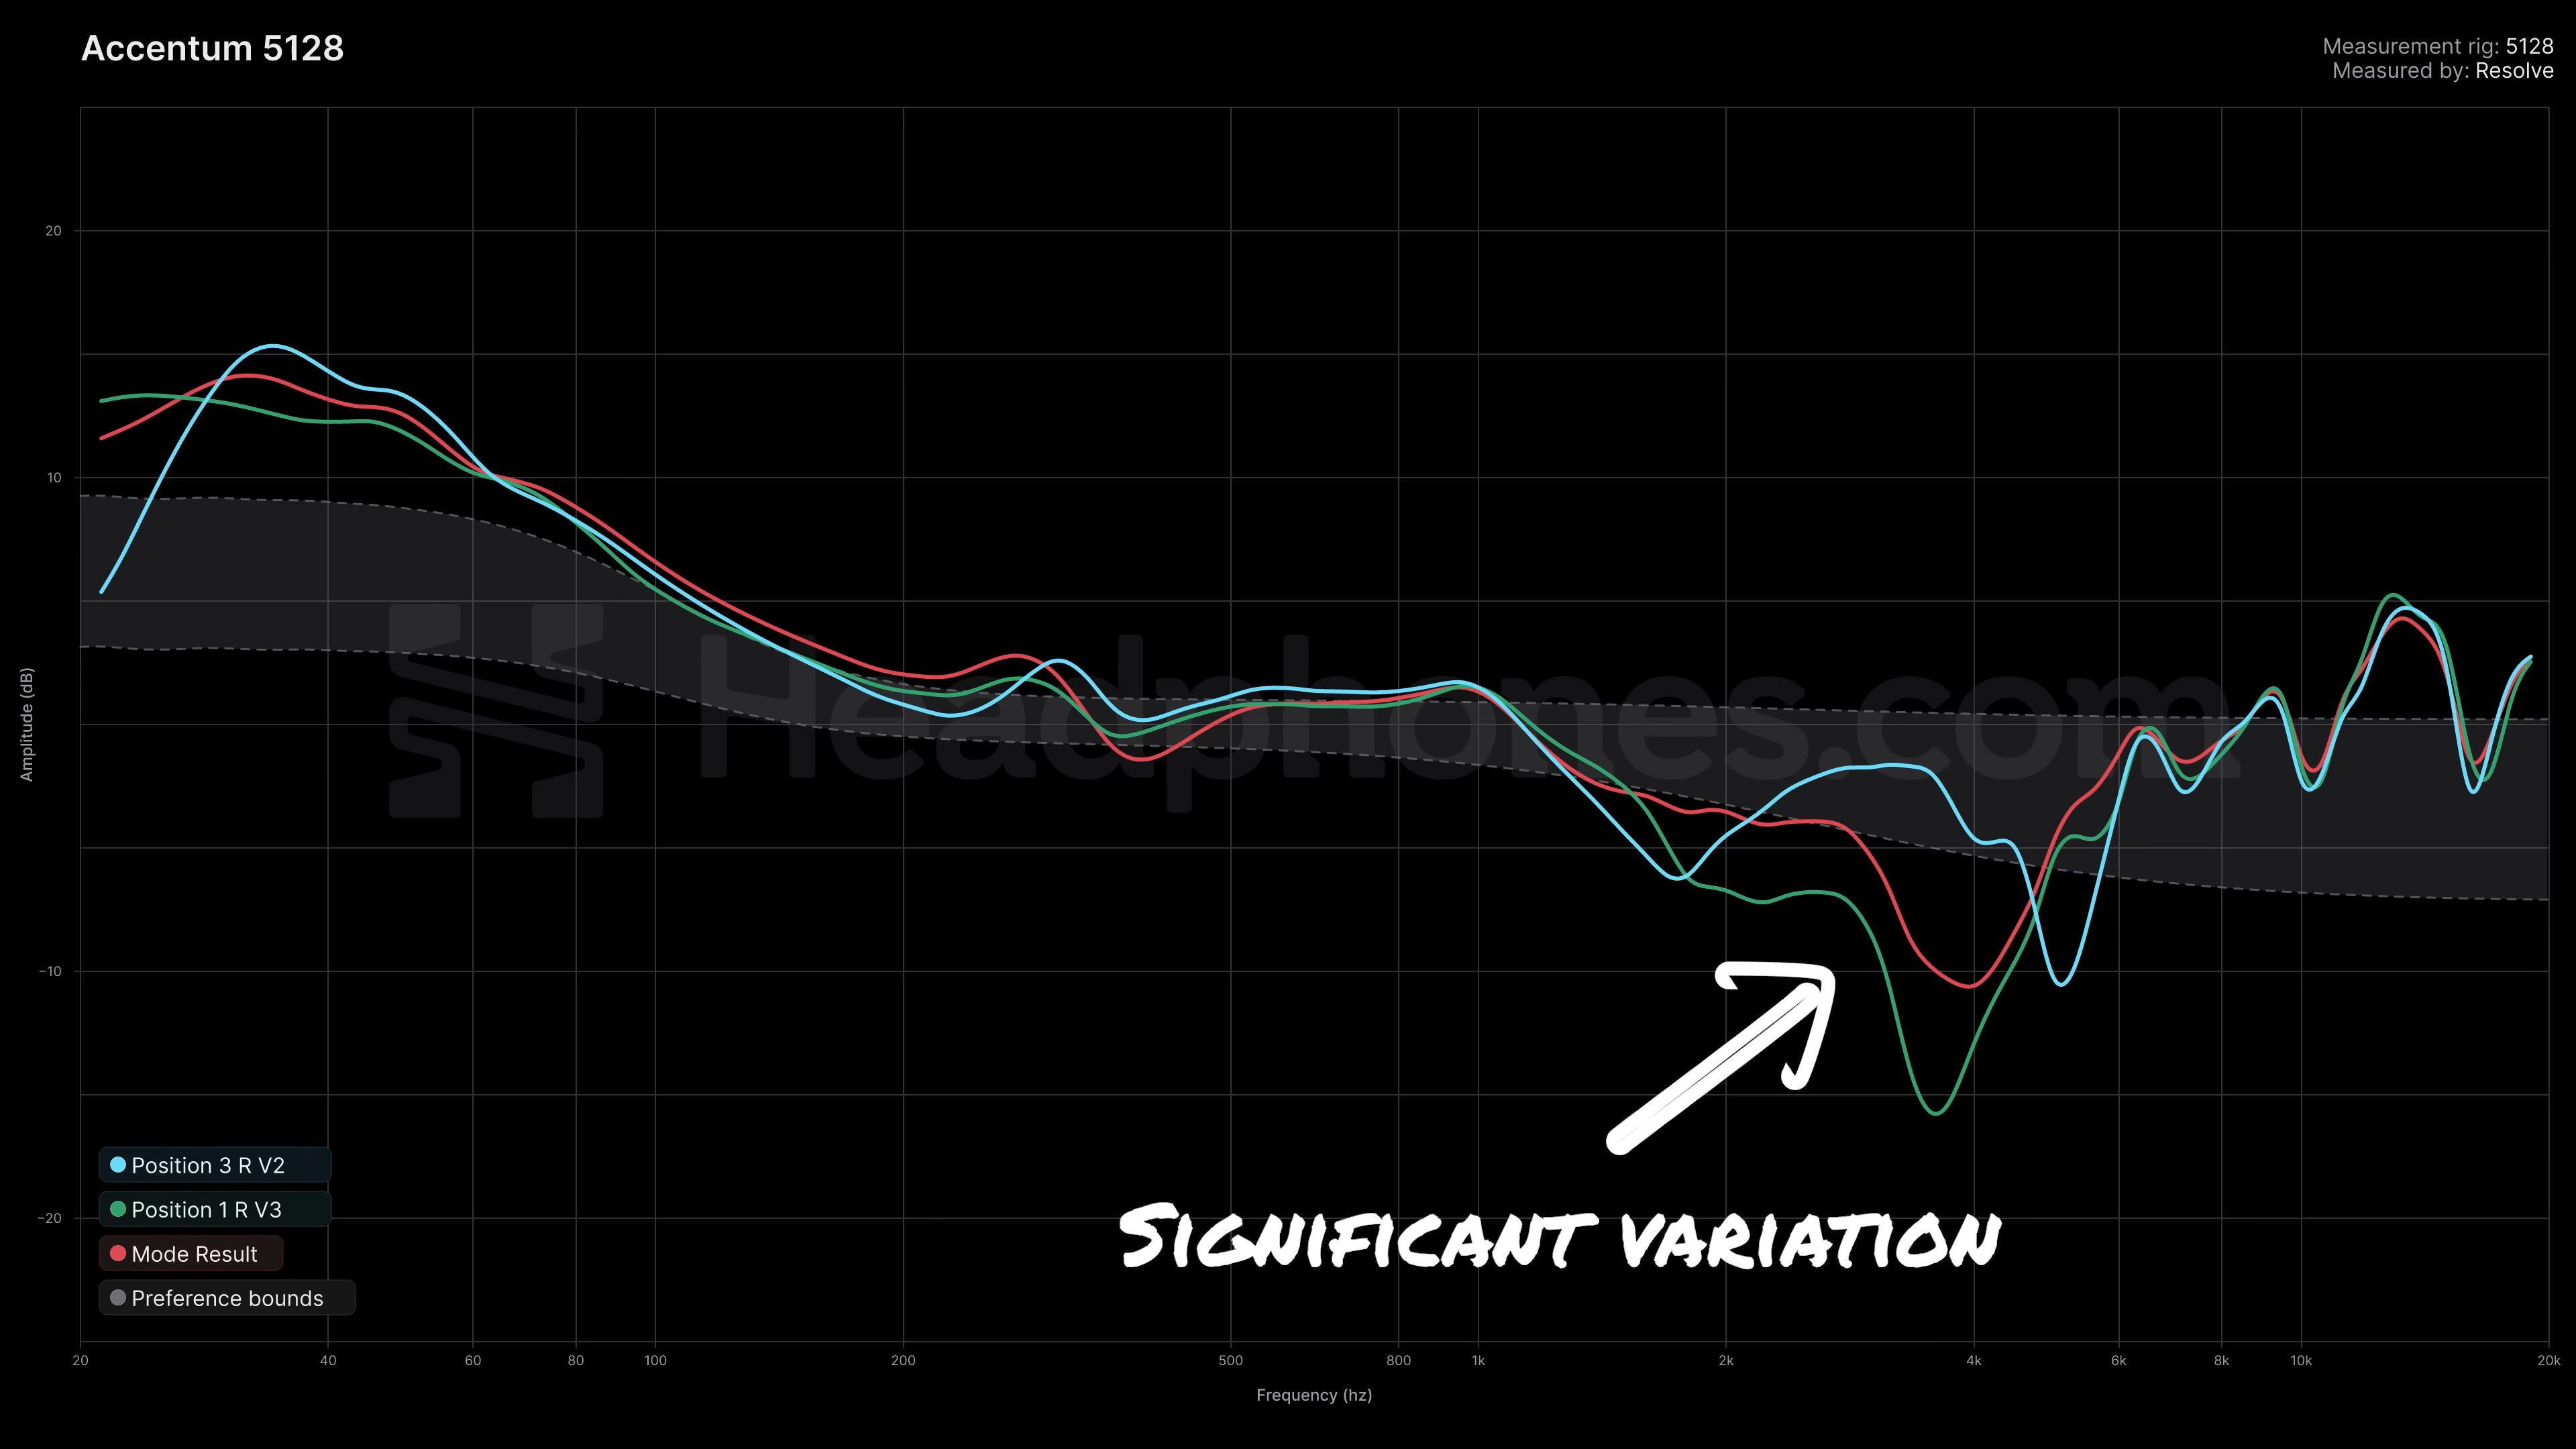 Accentum 5128
Measurement rig: 5128
Measured by: Resolve
20
10
-10
-20
Amplitude (dB)
Headphones.com
Significant variation
Position 3 R V2
Position 1 R V3
Mode Result
Preference bounds
20 40 60 80 100 200 500 800 1k 2k 4k 6k 8k 10k 20k
Frequency (hz)